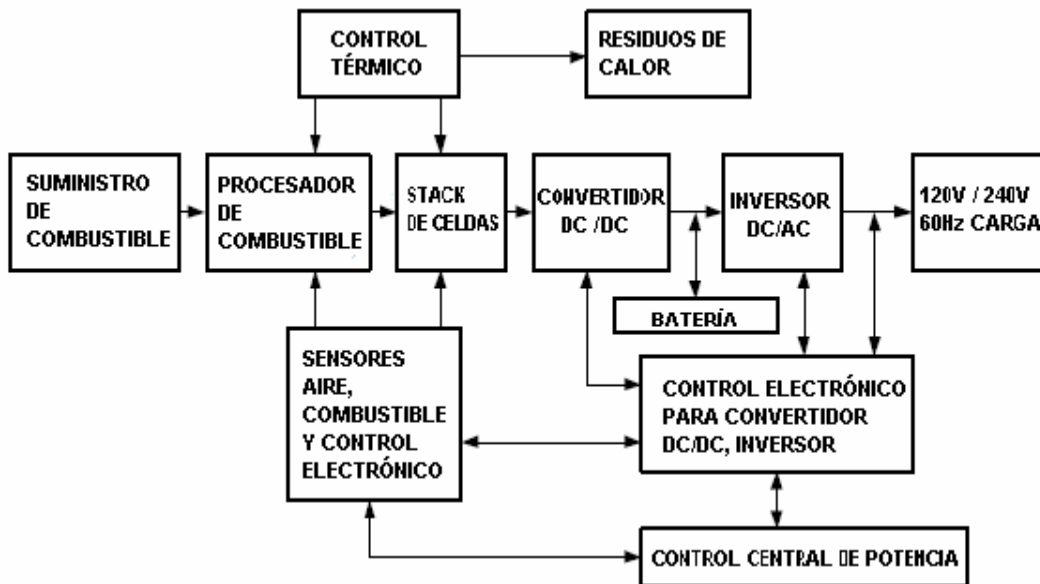 CONTROL
TÉRMICO
RESIDUOS DE
CALOR
SUMINISTRO
DE
COMBUSTIBLE
PROCESADOR
DE
COMBUSTIBLE
STACK
DE CELDAS
CONVERTIDOR
DC /DC
INVERSOR
DC/AC
120V / 240V
60Hz CARGA
BATERÍA
SENSORES
AIRE,
COMBUSTIBLE
Y CONTROL
ELECTRÓNICO
CONTROL ELECTRÓNICO
PARA CONVERTIDOR
DC/DC, INVERSOR
CONTROL CENTRAL DE POTENCIA